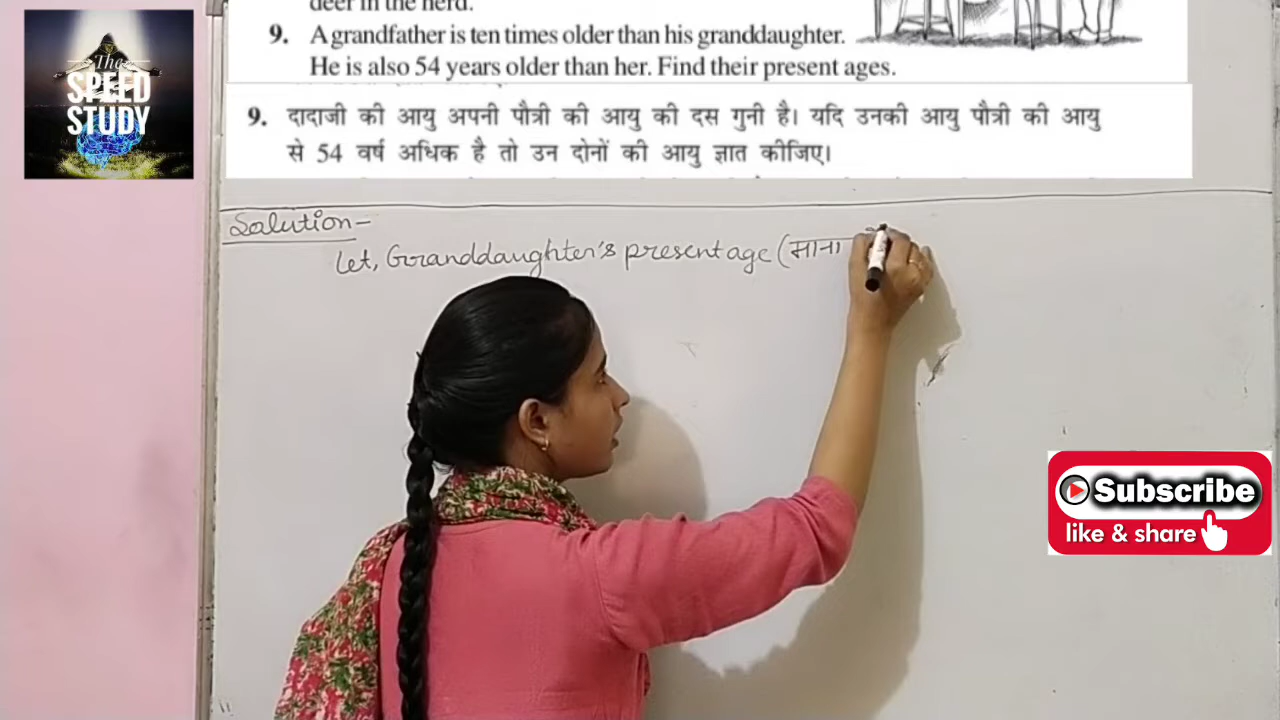 The
SPEED
STUDY
deer in the herd.
9. A grandfather is ten times older than his granddaughter.
He is also 54 years older than her. Find their present ages.
9. दादाजी की आयु अपनी पौत्री की आयु की दस गुनी है। यदि उनकी आयु पौत्री की आयु
से 54 वर्ष अधिक है तो उन दोनों की आयु ज्ञात कीजिए।
Solution-
Let, Granddaughter's present age (माना
Subscribe
like & share